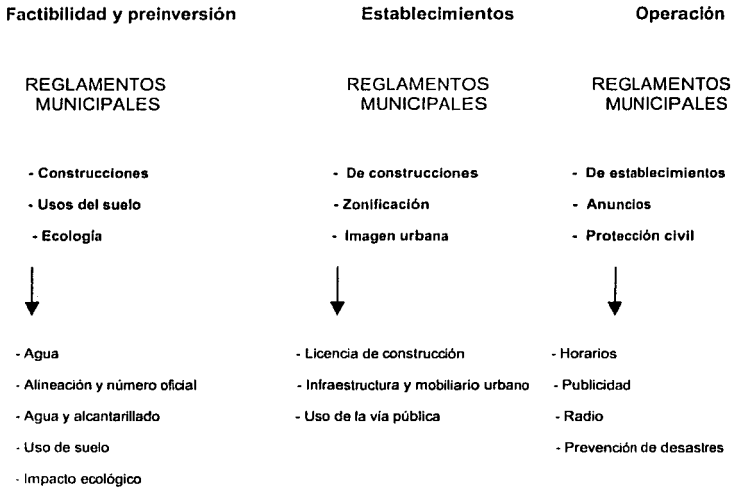 Factibilidad y preinversión
REGLAMENTOS
MUNICIPALES
- Construcciones
- Usos del suelo
- Ecología
- Agua
- Alineación y número oficial
- Agua y alcantarillado
- Uso de suelo
- Impacto ecológico
Establecimientos
REGLAMENTOS
MUNICIPALES
- De construcciones
- Zonificación
- Imagen urbana
- Licencia de construcción
- Infraestructura y mobiliario urbano
- Uso de la vía pública
Operación
REGLAMENTOS
MUNICIPALES
- De establecimientos
- Anuncios
- Protección civil
- Horarios
- Publicidad
- Radio
- Prevención de desastres